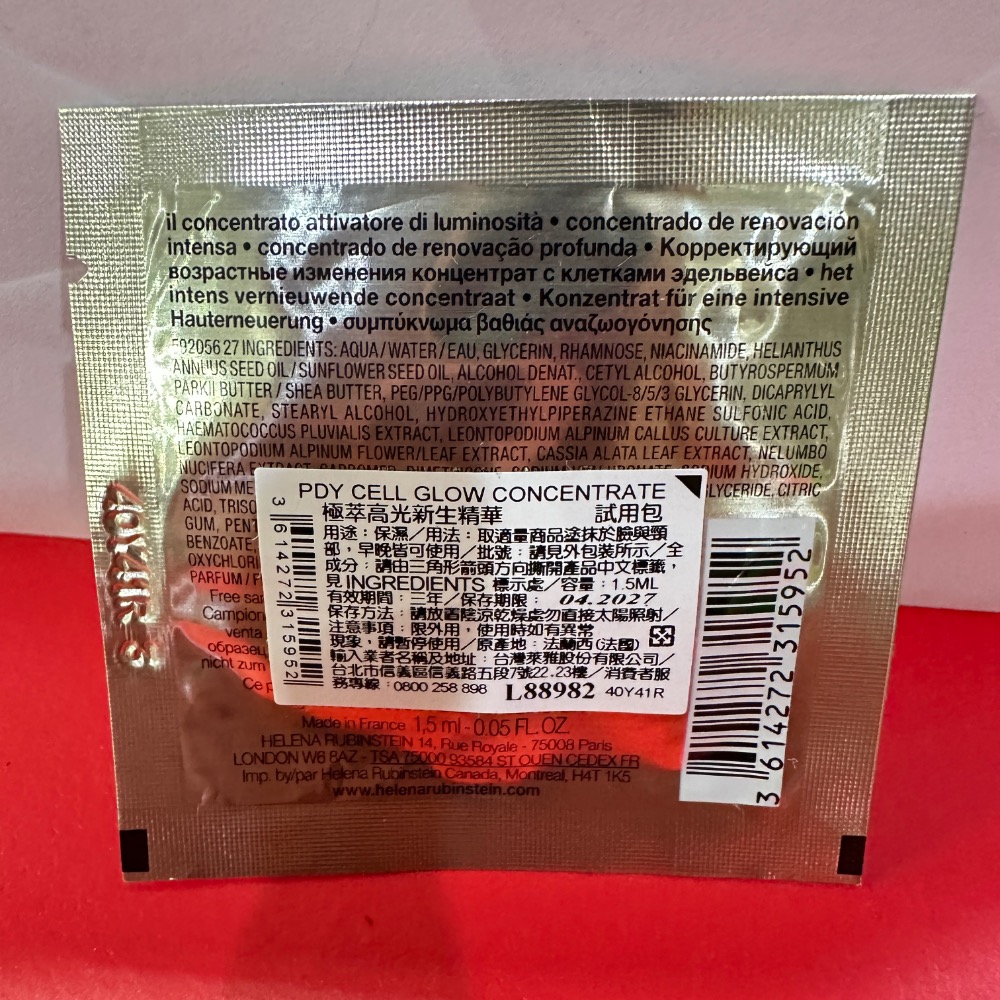 il concentrato attivatore di luminosità • concentrado de renovación
intensa • concentrado de renovação profunda • Корректирующий
возрастные изменения концентрат с клетками эдельвейса • het
intens vernieuwende concentraat • Konzentrat für eine intensive
Hauterneuerung • συμπύκνωμα βαθιάς αναζωογόνησης
592056 27 INGREDIENTS: AQUA / WATER / EAU, GLYCERIN, RHAMNOSE, NIACINAMIDE, HELIANTHUS
ANNUUS SEED OIL / SUNFLOWER SEED OIL, ALCOHOL DENAT., CETYL ALCOHOL, BUTYROSPERMUM
PARKII BUTTER / SHEA BUTTER, PEG/PPG/POLYBUTYLENE GLYCOL-8/5/3 GLYCERIN, DICAPRYLYL
CARBONATE, STEARYL ALCOHOL, HYDROXYETHYLPIPERAZINE ETHANE SULFONIC ACID,
HAEMATOCOCCUS PLUVIALIS EXTRACT, LEONTOPODIUM ALPINUM CALLUS CULTURE EXTRACT,
LEONTOPODIUM ALPINUM FLOWER/LEAF EXTRACT, CASSIA ALATA LEAF EXTRACT, NELUMBO
NUCIFERA HYDROXIDE,
SODIUM CITRIC
ACID,
GUM,
BENZOATE,
PARFUM /
Free
venta
nicht zum
Ce
PDY CELL GLOW CONCENTRATE
極萃高光新生精華 試用包
用途：保濕／用法：取適量商品塗抹於臉與頸
部，早晚皆可使用／批號：請見外包裝所示／全
成分：請由三角形箭頭方向撕開產品中文標籤，
見 INGREDIENTS 標示處／容量：1.5ML
有效期間：三年／保存期限：04.2027
保存方法：請放置陰涼乾燥處勿直接太陽照射／
注意事項：限外用，使用時如有異常
現象，請暫停使用／原產地：法蘭西(法國)
輸入業者名稱及地址：台灣萊雅股份有限公司／
台北市信義區信義路五段7號22.23樓／消費者服
務專線：0800 258 898 L88982 40Y41R
3 614272 315952
3 614272 315952
Made in France 1,5 ml - 0.05 FL. OZ.
HELENA RUBINSTEIN 14, Rue Royale - 75008 Paris
LONDON W6 8AZ - TSA 75000 93584 ST OUEN CEDEX FR
Imp. by/par Helena Rubinstein Canada, Montreal, H4T 1K5
www.helenarubinstein.com